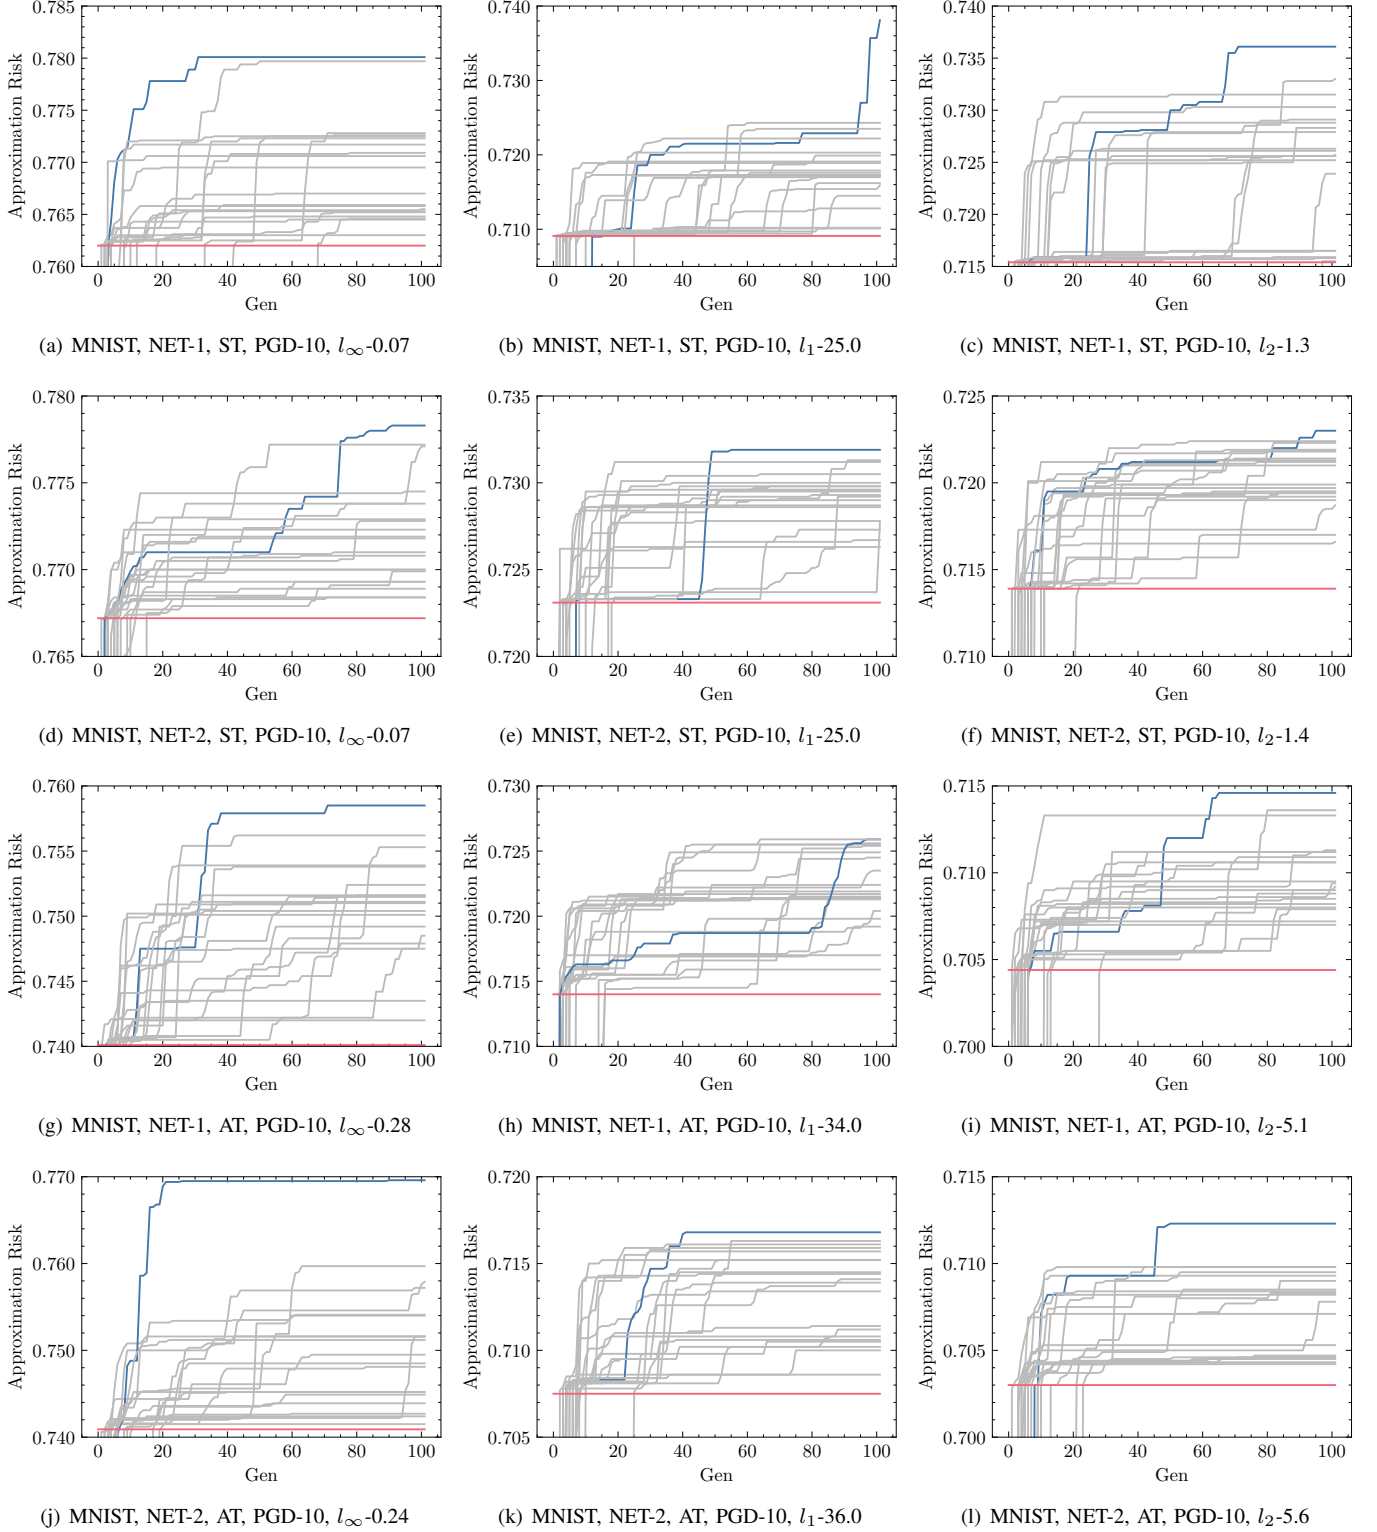 0.785
0.780
0.775
0.770
0.765
0.760
Approximation Risk
0 20 40 60 80 100
Gen
(a) MNIST, NET-1, ST, PGD-10, l∞-0.07
0.740
0.730
0.720
0.710
Approximation Risk
0 20 40 60 80 100
Gen
(b) MNIST, NET-1, ST, PGD-10, l1-25.0
0.740
0.735
0.730
0.725
0.720
0.715
Approximation Risk
0 20 40 60 80 100
Gen
(c) MNIST, NET-1, ST, PGD-10, l2-1.3
0.780
0.775
0.770
0.765
Approximation Risk
0 20 40 60 80 100
Gen
(d) MNIST, NET-2, ST, PGD-10, l∞-0.07
0.735
0.730
0.725
0.720
Approximation Risk
0 20 40 60 80 100
Gen
(e) MNIST, NET-2, ST, PGD-10, l1-25.0
0.725
0.720
0.715
0.710
Approximation Risk
0 20 40 60 80 100
Gen
(f) MNIST, NET-2, ST, PGD-10, l2-1.4
0.760
0.755
0.750
0.745
0.740
Approximation Risk
0 20 40 60 80 100
Gen
(g) MNIST, NET-1, AT, PGD-10, l∞-0.28
0.730
0.725
0.720
0.715
0.710
Approximation Risk
0 20 40 60 80 100
Gen
(h) MNIST, NET-1, AT, PGD-10, l1-34.0
0.715
0.710
0.705
0.700
Approximation Risk
0 20 40 60 80 100
Gen
(i) MNIST, NET-1, AT, PGD-10, l2-5.1
0.770
0.760
0.750
0.740
Approximation Risk
0 20 40 60 80 100
Gen
(j) MNIST, NET-2, AT, PGD-10, l∞-0.24
0.720
0.715
0.710
0.705
Approximation Risk
0 20 40 60 80 100
Gen
(k) MNIST, NET-2, AT, PGD-10, l1-36.0
0.715
0.710
0.705
0.700
Approximation Risk
0 20 40 60 80 100
Gen
(l) MNIST, NET-2, AT, PGD-10, l2-5.6